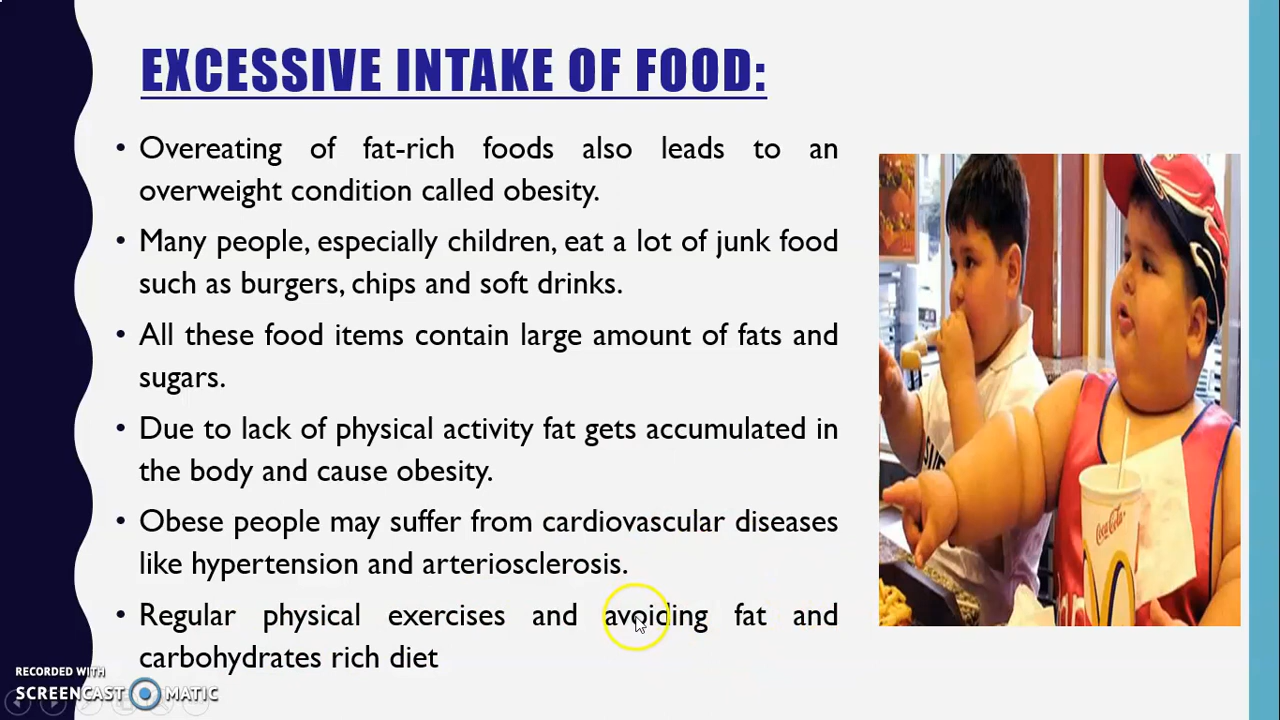 EXCESSIVE INTAKE OF FOOD:
• Overeating of fat-rich foods also leads to an
overweight condition called obesity.
• Many people, especially children, eat a lot of junk food
such as burgers, chips and soft drinks.
• All these food items contain large amount of fats and
sugars.
• Due to lack of physical activity fat gets accumulated in
the body and cause obesity.
• Obese people may suffer from cardiovascular diseases
like hypertension and arteriosclerosis.
• Regular physical exercises and avoiding fat and
carbohydrates rich diet
Coca-Cola
RECORDED WITH
SCREENCAST MATIC